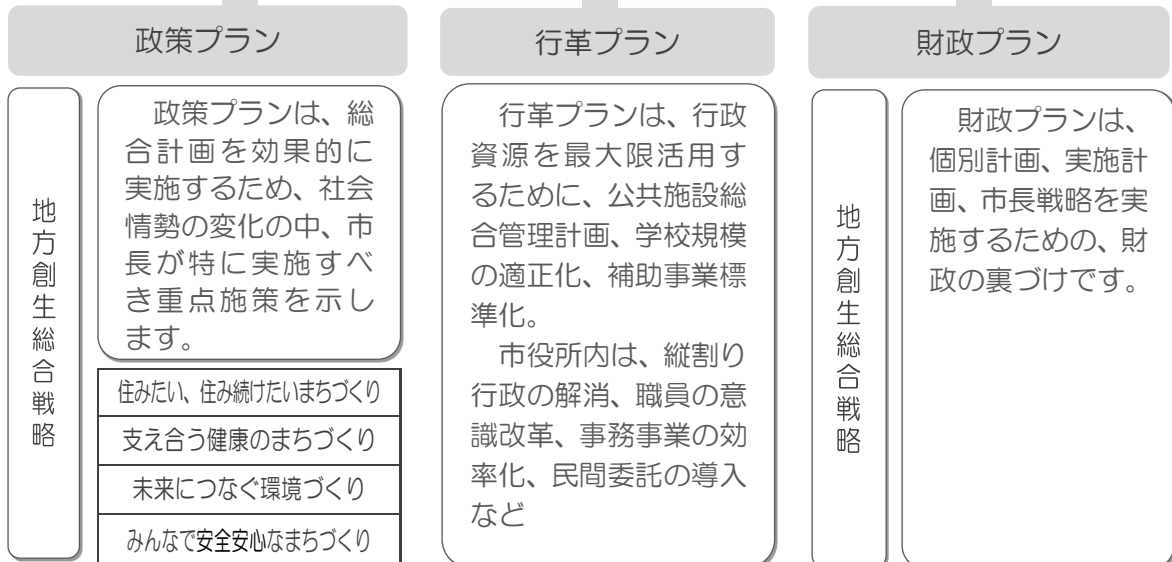 政策プラン
地方創生総合戦略
政策プランは、総
合計画を効果的に
実施するため、社会
情勢の変化の中、市
長が特に実施すべ
き重点施策を示し
ます。
住みたい、住み続けたいまちづくり
支え合う健康のまちづくり
未来につなぐ環境づくり
みんなで安全安心なまちづくり
行革プラン
行革プランは、行政
資源を最大限活用す
るために、公共施設総
合管理計画、学校規模
の適正化、補助事業標
準化。
市役所内は、縦割り
行政の解消、職員の意
識改革、事務事業の効
率化、民間委託の導入
など
財政プラン
地方創生総合戦略
財政プランは、
個別計画、実施計
画、市長戦略を実
施するための、財
政の裏づけです。